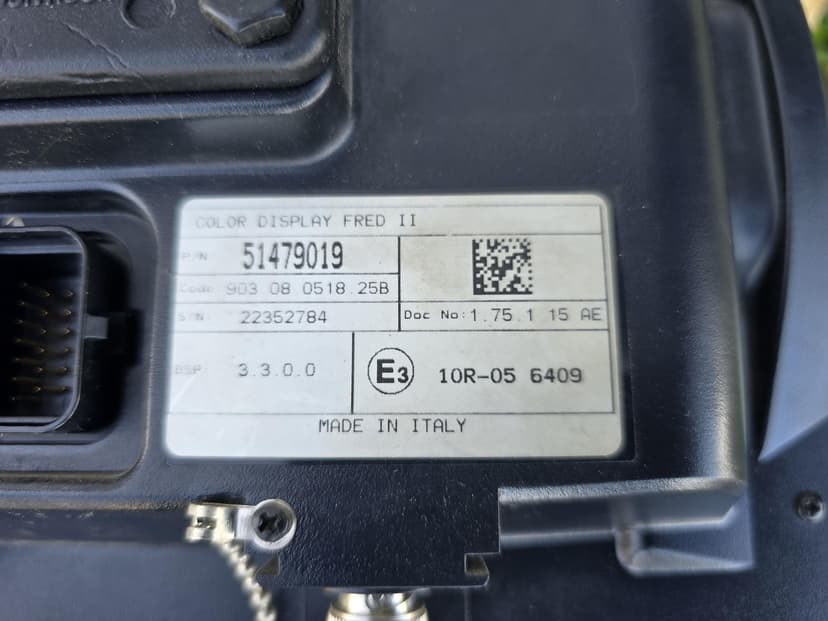 COLOR DISPLAY FRED II
P/N 51479019
Code 903.08.0518.25B
S/N 22352784
Doc No:1.75.1 15 AE
BSP: 3.3.0.0
E3 10R-05 6409
MADE IN ITALY